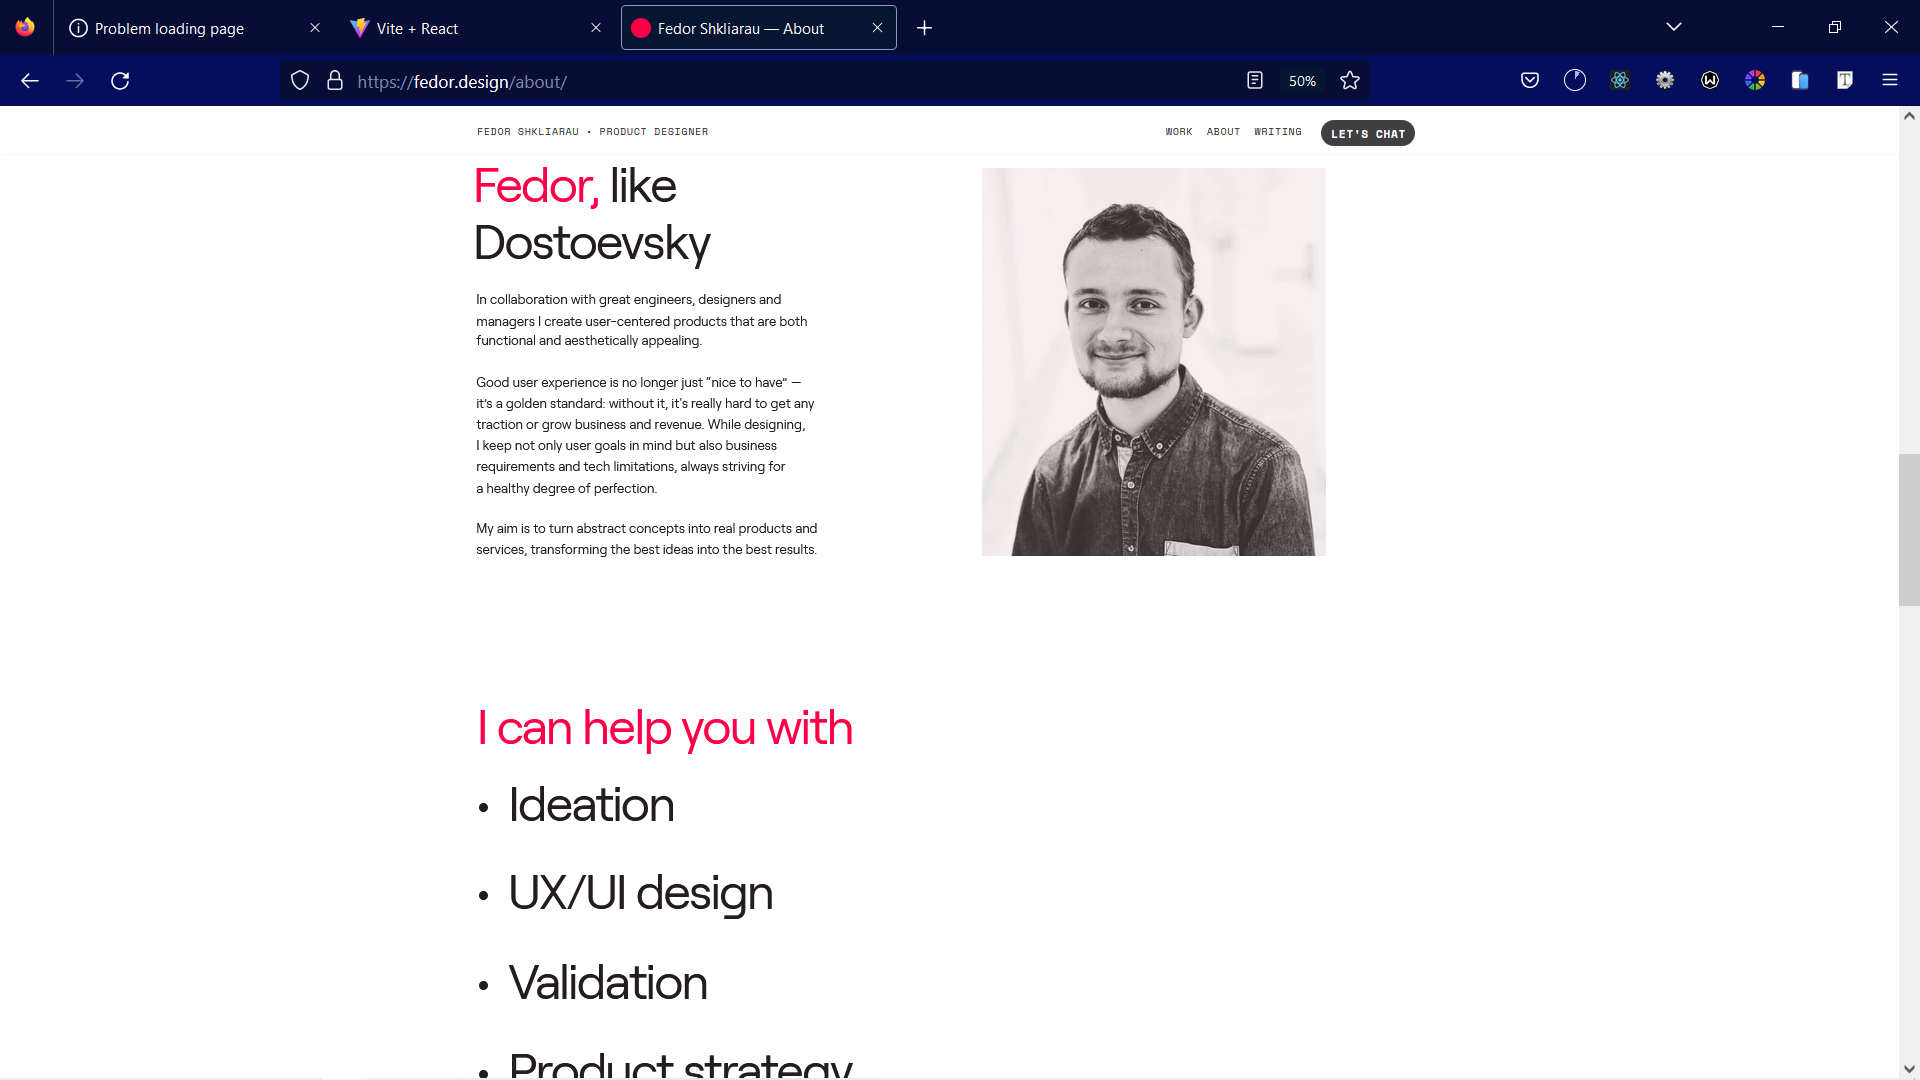 Problem loading page
Vite + React
Fedor Shkliarau — About
https://fedor.design/about/
50%
FEDOR SHKLIARAU • PRODUCT DESIGNER
WORK ABOUT WRITING LET'S CHAT
Fedor, like
Dostoevsky
In collaboration with great engineers, designers and
managers I create user-centered products that are both
functional and aesthetically appealing.
Good user experience is no longer just “nice to have” —
it's a golden standard: without it, it's really hard to get any
traction or grow business and revenue. While designing,
I keep not only user goals in mind but also business
requirements and tech limitations, always striving for
a healthy degree of perfection.
My aim is to turn abstract concepts into real products and
services, transforming the best ideas into the best results.
I can help you with
• Ideation
• UX/UI design
• Validation
• Product strategy